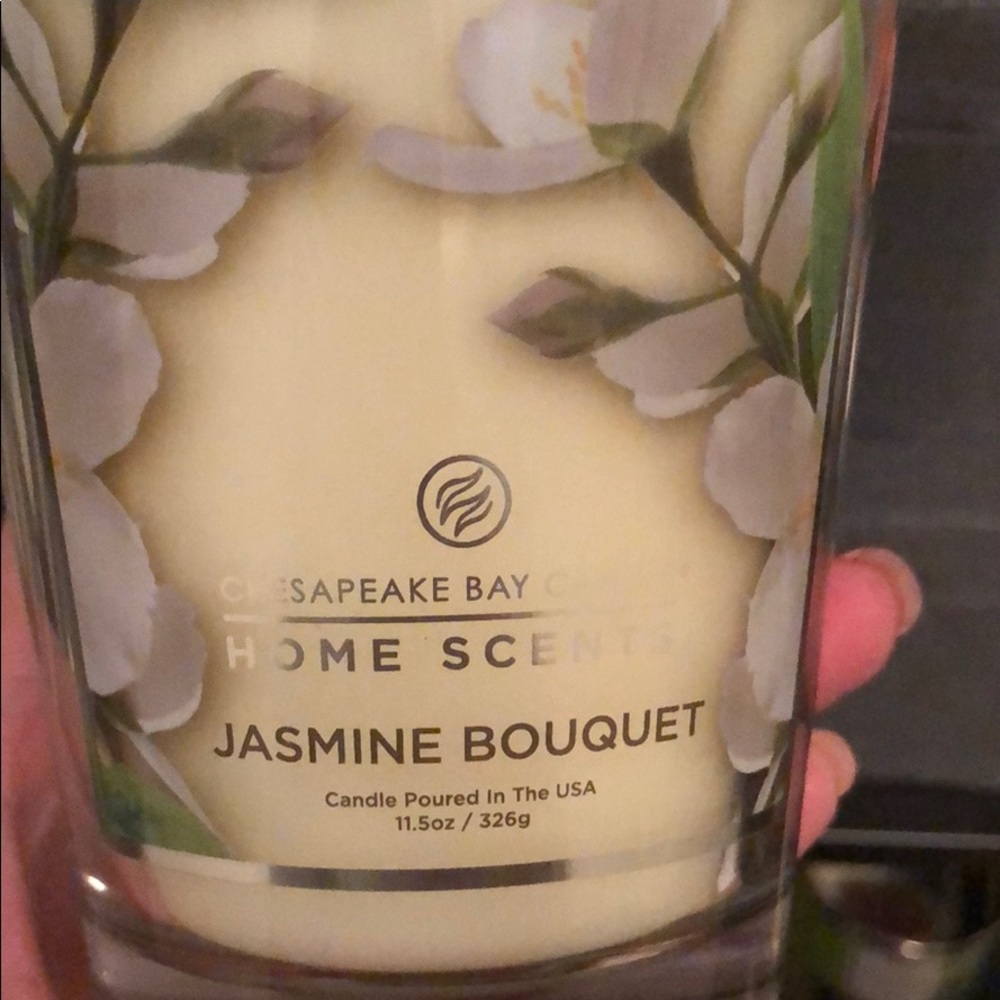 CHESAPEAKE BAY
HOME SCENTS
JASMINE BOUQUET
Candle Poured In The USA
11.5oz / 326g